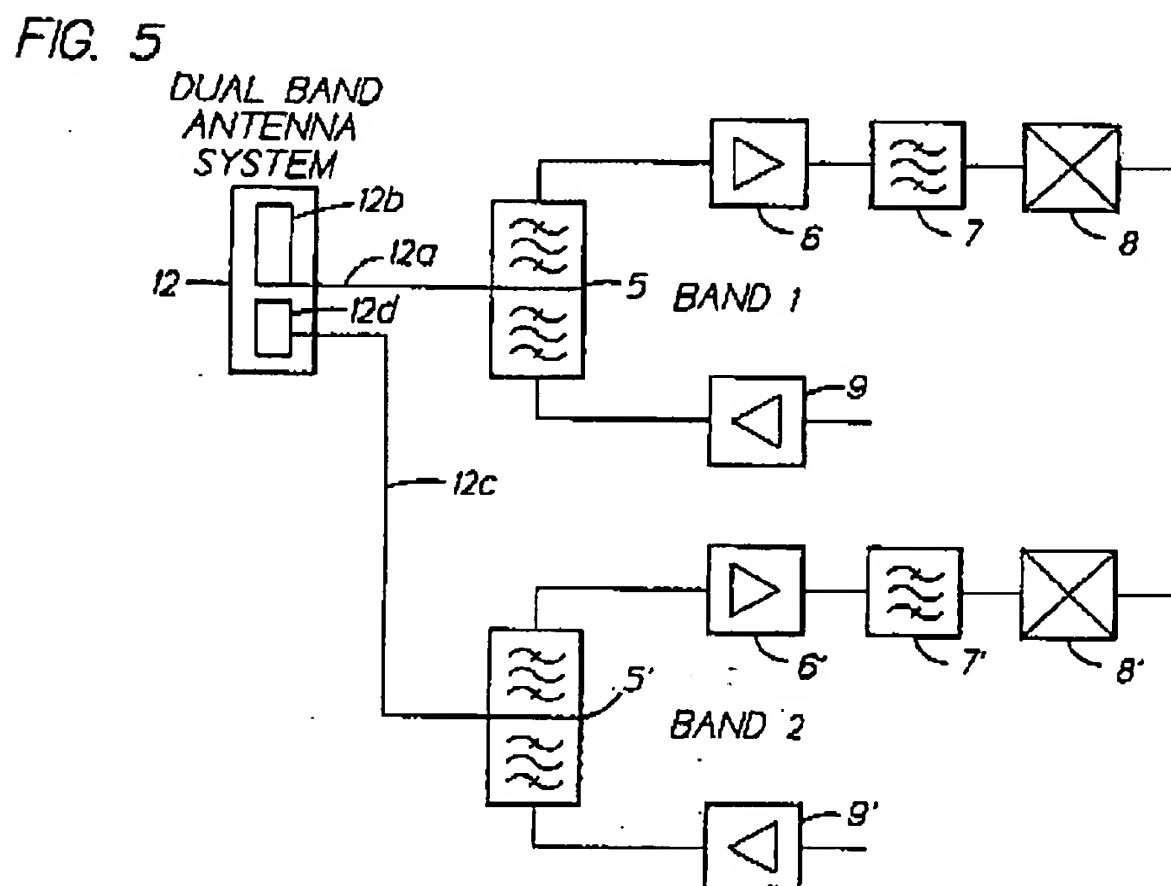 FIG. 5
DUAL BAND
ANTENNA
SYSTEM
12b
12a
12
12d
5
BAND 1
6
7
8
9
12c
6'
7'
8'
5'
BAND 2
9'